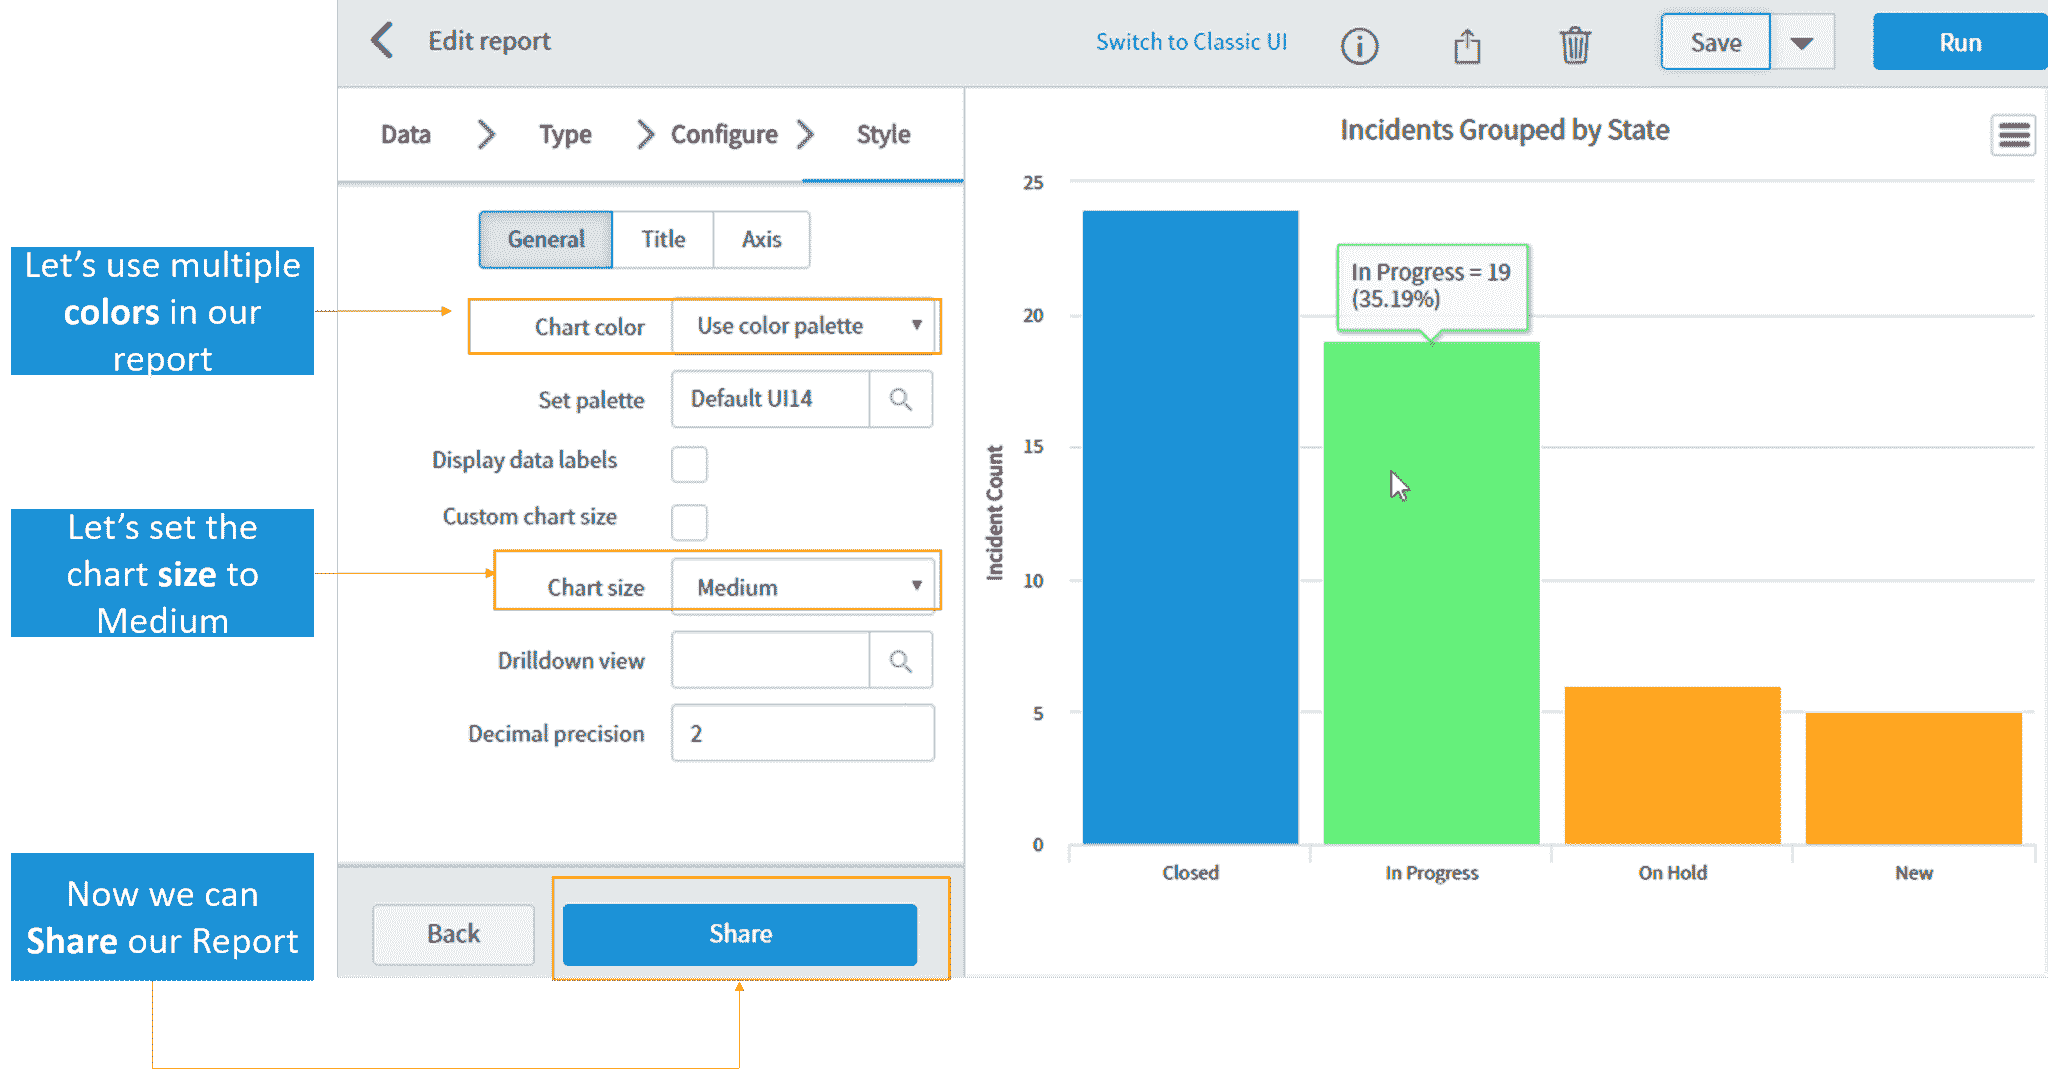 Edit report
Switch to Classic UI
Save
Run
Data
Type
Configure
Style
General
Title
Axis
Let’s use multiple
colors in our
report
Chart color
Use color palette
Set palette
Default UI14
Display data labels
Custom chart size
Let’s set the
chart size to
Medium
Chart size
Medium
Drilldown view
Decimal precision
2
Now we can
Share our Report
Back
Share
Incidents Grouped by State
25
20
15
10
5
0
Incident Count
In Progress = 19
(35.19%)
Closed
In Progress
On Hold
New